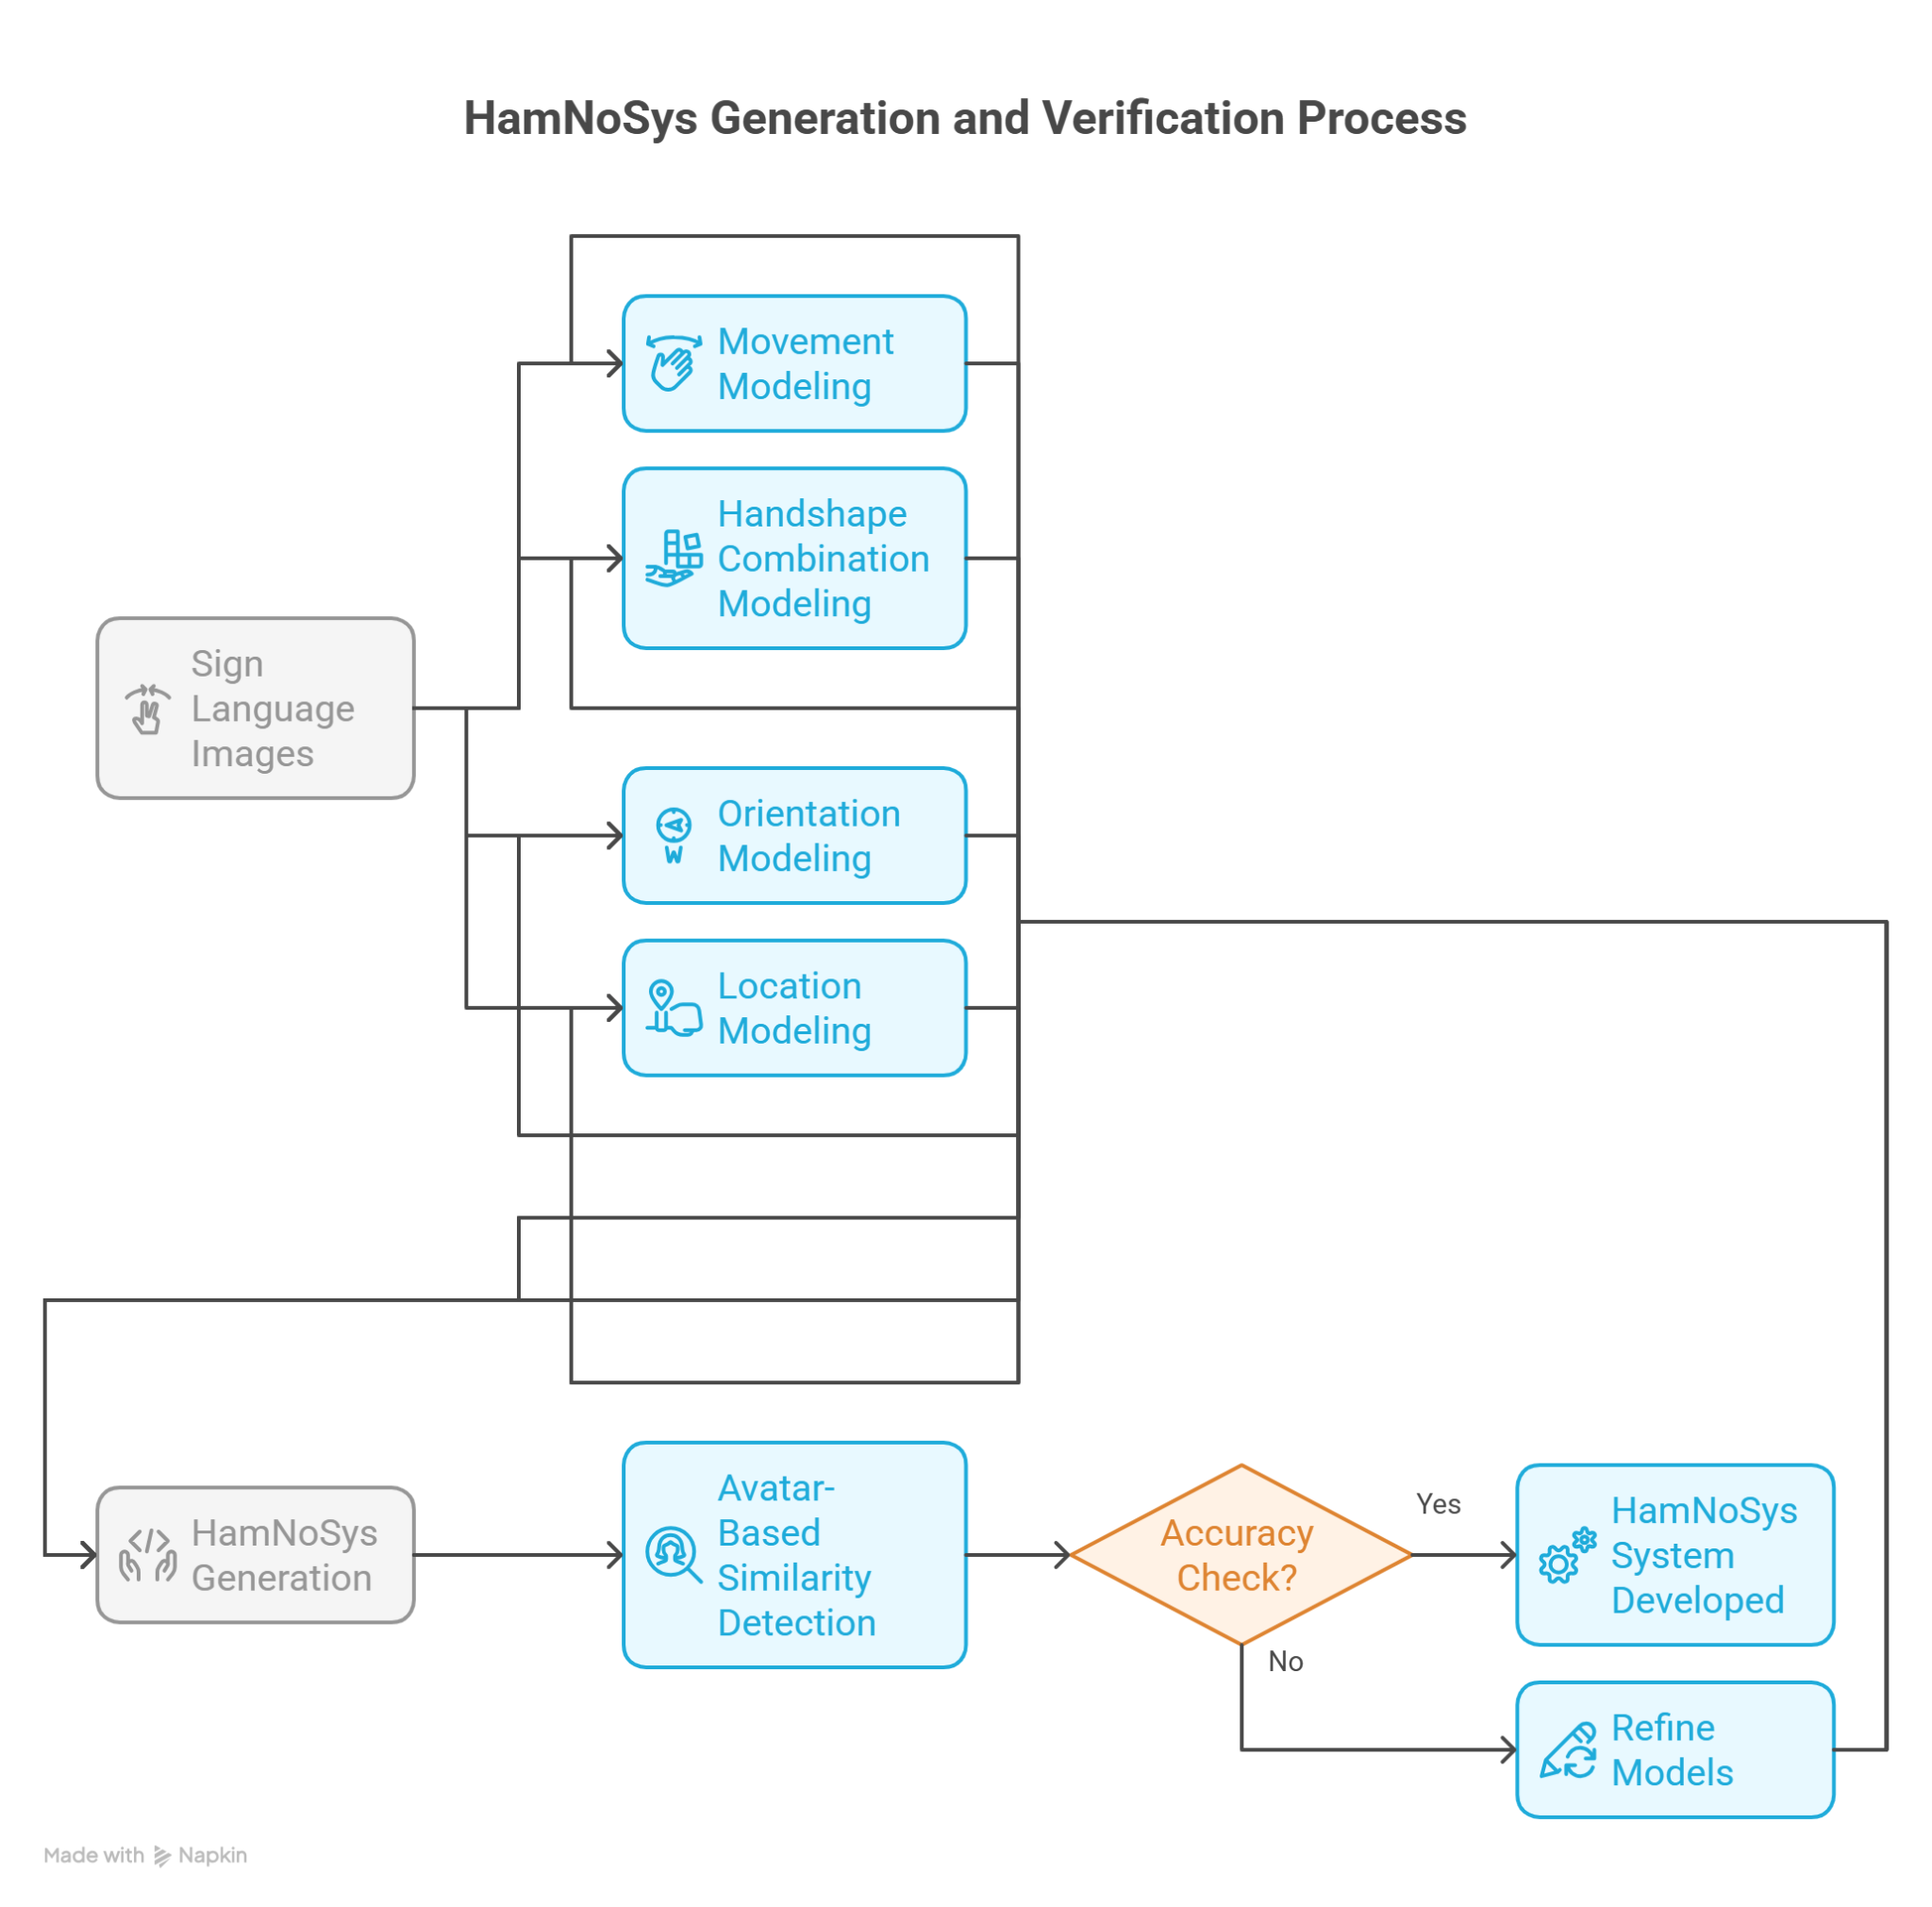 HamNoSys Generation and Verification Process
Movement
Modeling
Handshape
Combination
Modeling
Sign
Language
Images
Orientation
Modeling
W
Location
Modeling
HamNoSys
Generation
Avatar-
Based
Similarity
Detection
Accuracy
Check?
Yes
No
HamNoSys
System
Developed
Refine
Models
Made with Napkin